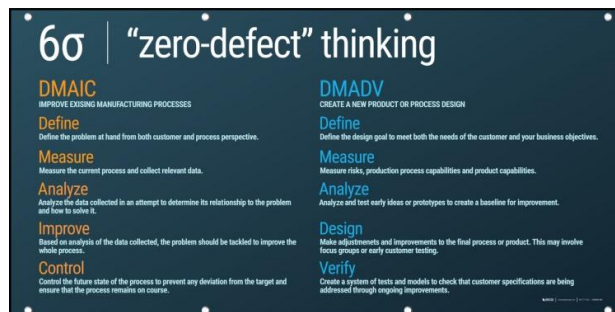 6σ | “zero-defect” thinking
DMAIC
IMPROVE EXISING MANUFACTURING PROCESSES
Define
Define the problem at hand from both customer and process perspective.
Measure
Measure the current process and collect relevant data.
Analyze
Analyze the data collected in an attempt to determine its relationship to the problem
and how to solve it.
Improve
Based on analysis of the data collected, the problem should be tackled to improve the
whole process.
Control
Control the future state of the process to prevent any deviation from the target and
ensure that the process remains on course.
DMADV
CREATE A NEW PRODUCT OR PROCESS DESIGN
Define
Define the design goal to meet both the needs of the customer and your business objectives.
Measure
Measure risks, production process capabilities and product capabilities.
Analyze
Analyze and test early ideas or prototypes to create a baseline for improvement.
Design
Make adjustmenets and improvements to the final process or product. This may involve
focus groups or early customer testing.
Verify
Create a system of tests and models to check that customer specifications are being
addressed through ongoing improvements.